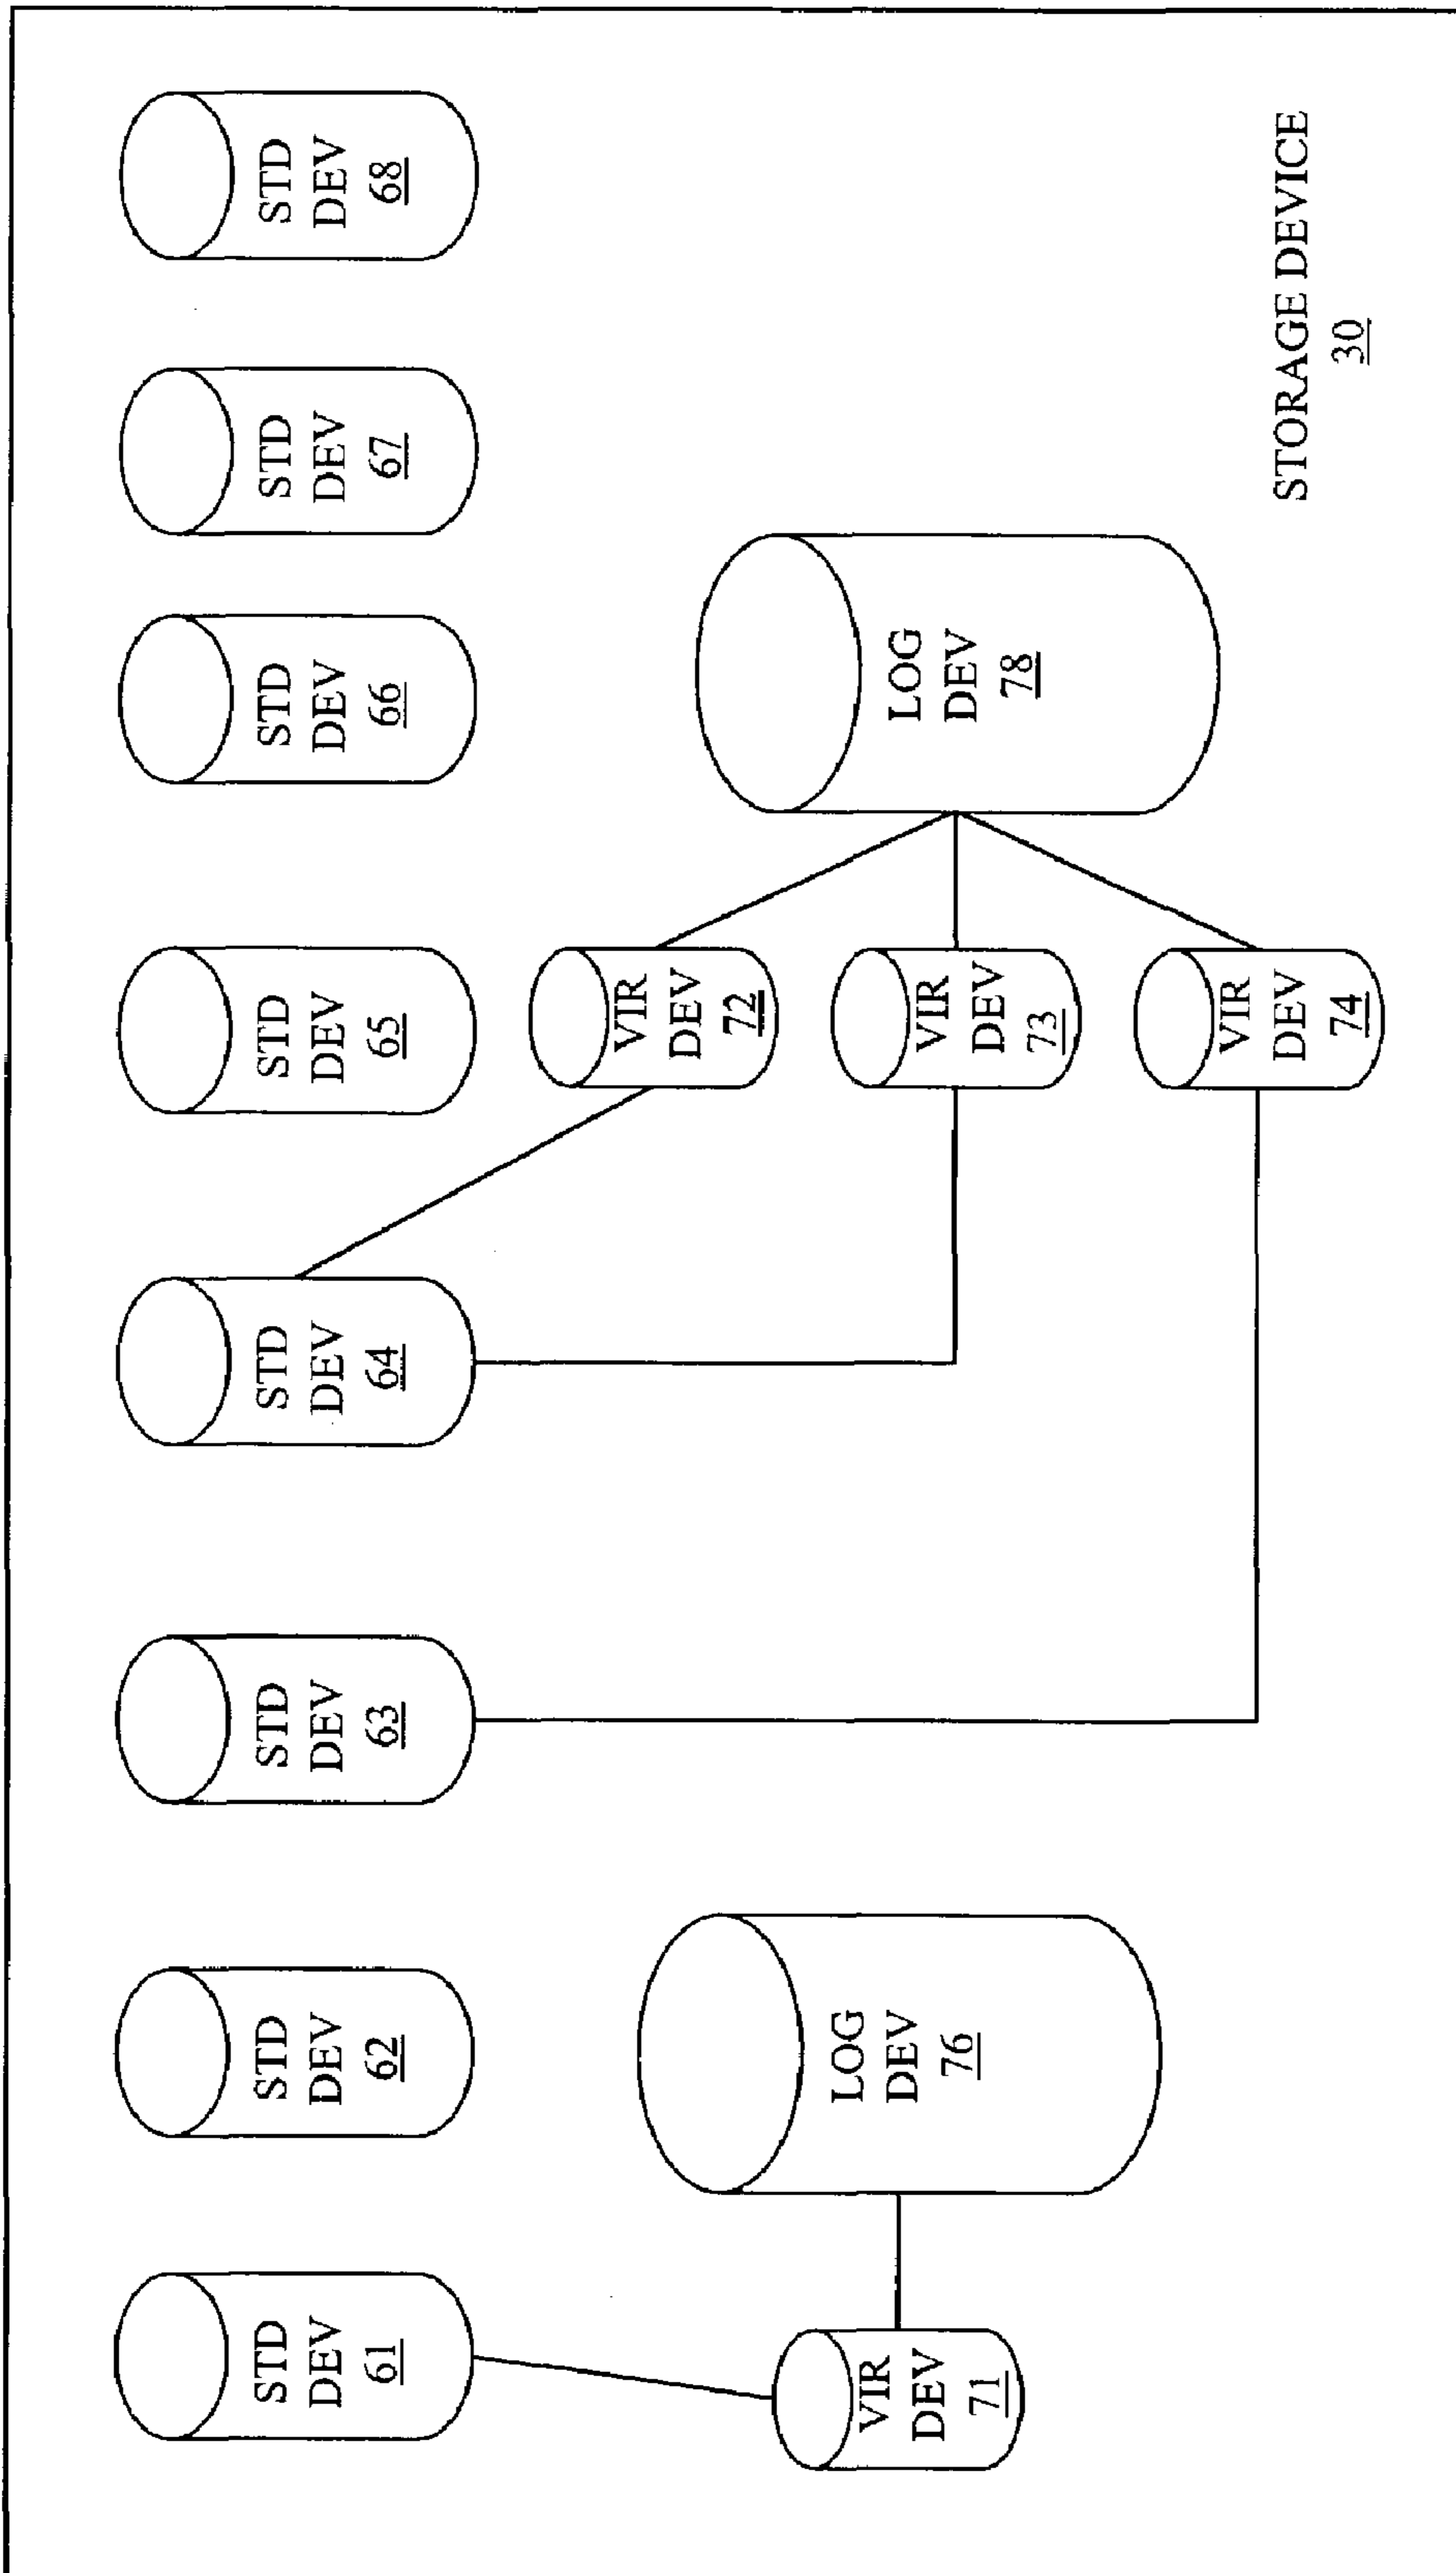 STD
DEV
61
STD
DEV
62
STD
DEV
63
STD
DEV
64
STD
DEV
65
STD
DEV
66
STD
DEV
67
STD
DEV
68
VIR
DEV
71
LOG
DEV
76
VIR
DEV
72
VIR
DEV
73
VIR
DEV
74
LOG
DEV
78
STORAGE DEVICE
30